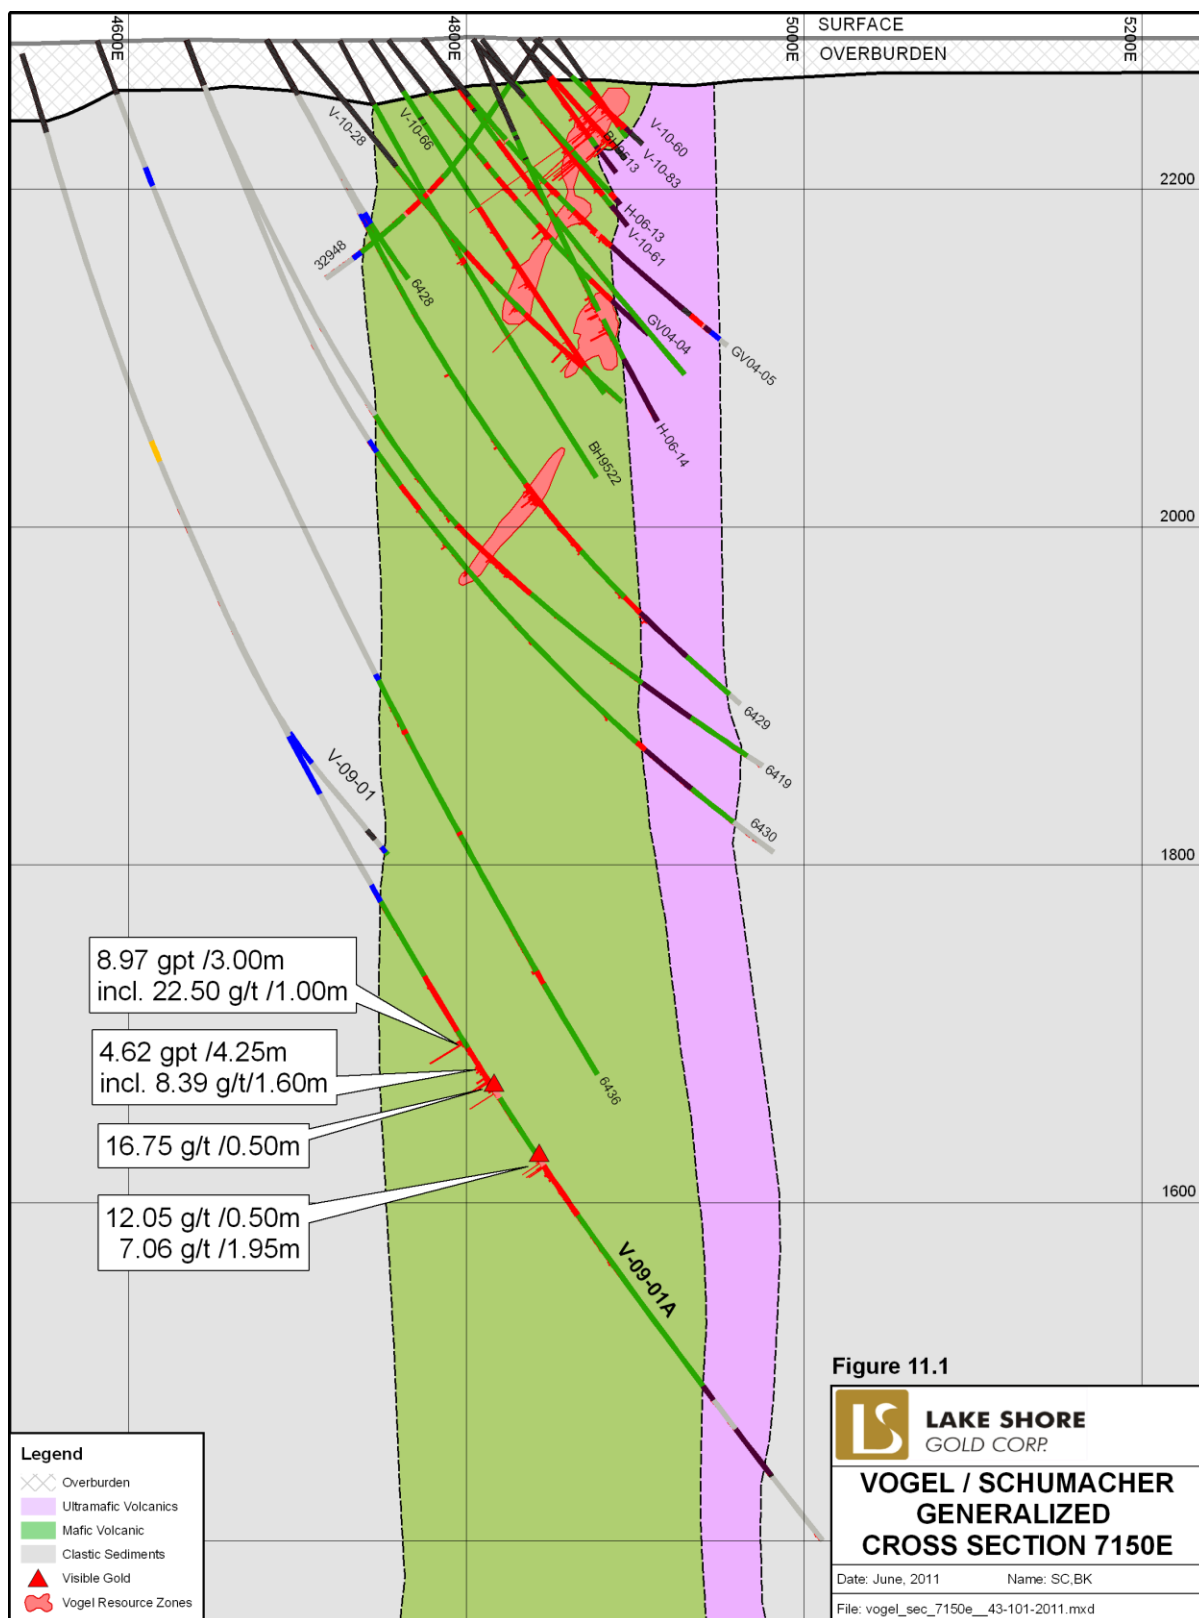 4600E
4800E
5000E
5200E
SURFACE
OVERBURDEN
V-10-28
V-10-66
BH9513
V-10-60
V-10-83
2200
H-06-13
V-10-61
32948
6428
GV04-04
GV04-05
H-06-14
BH9522
2000
6429
6419
V-09-01
6430
1800
8.97 gpt /3.00m
incl. 22.50 g/t /1.00m
4.62 gpt /4.25m
incl. 8.39 g/t/1.60m
6436
16.75 g/t /0.50m
12.05 g/t /0.50m
7.06 g/t /1.95m
1600
V-09-01A
Figure 11.1
LS
LAKE SHORE
GOLD CORP.
VOGEL / SCHUMACHER
GENERALIZED
CROSS SECTION 7150E
Date: June, 2011 Name: SC,BK
File: vogel_sec_7150e__43-101-2011.mxd
Legend
Overburden
Ultramafic Volcanics
Mafic Volcanic
Clastic Sediments
Visible Gold
Vogel Resource Zones